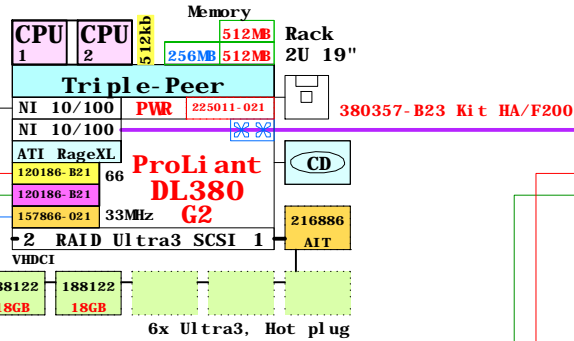 Memory
CPU
1
CPU
2
512kb
512MB
256MB 512MB
Rack
2U 19"
Triple-Peer
NI 10/100 PWR 225011-021
380357-B23 Kit HA/F200
NI 10/100
ATI RageXL
120186-B21 66
120186-B21
157866-021 33MHz
ProLiant
DL380
G2
CD
216886
AIT
2 RAID Ultra3 SCSI 1
VHDCI
88122
18GB
188122
18GB
6x Ultra3, Hot plug